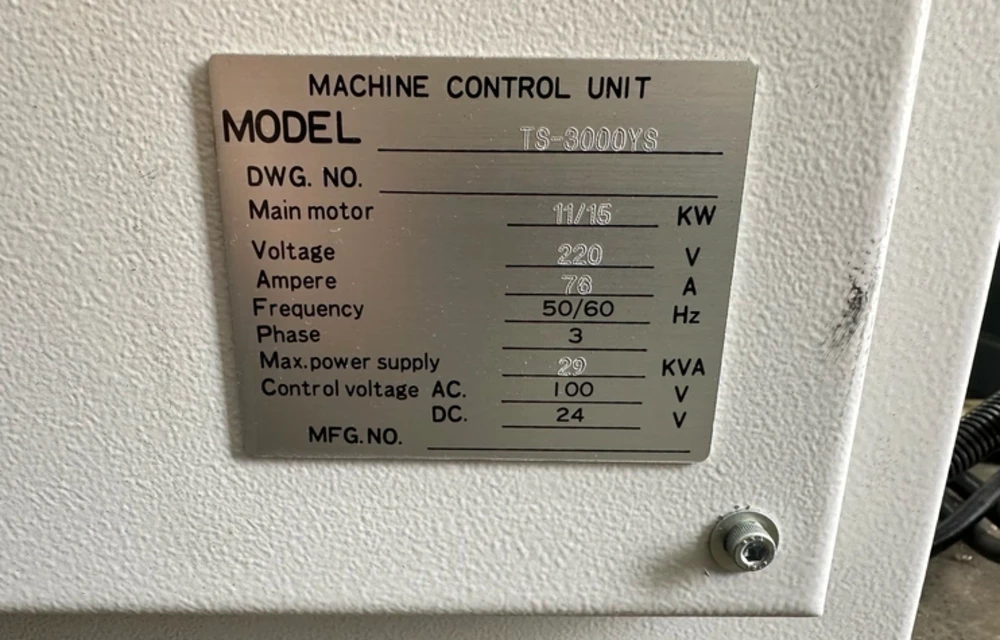 MACHINE CONTROL UNIT
MODEL TS-3000YS
DWG. NO.
Main motor 11/15 KW
Voltage 220 V
Ampere 76 A
Frequency 50/60 Hz
Phase 3
Max.power supply 29 KVA
Control voltage AC. 100 V
DC. 24 V
MFG.NO.